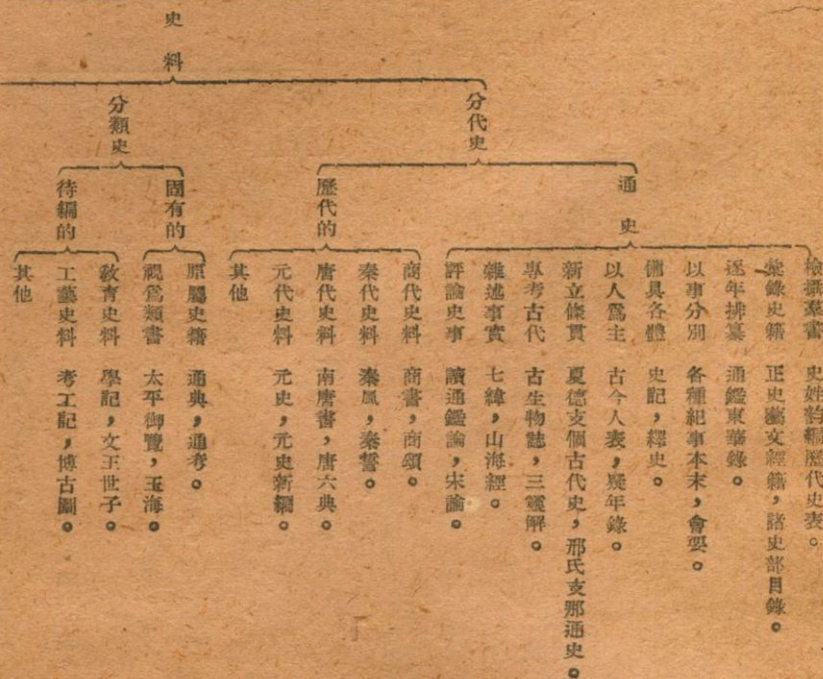 史料
分代史
通史
檢攝羣書　史姓韵編歷代史表。
彙錄史籍　正史藝文經籍，諸史部目錄。
逐年排纂　通鑑東華錄。
以事分別　各種紀事本末，會要。
備具各體　史記，繹史。
以人爲主　古今人表，疑年錄。
新立條貫　夏德支個古代史，邢氏支那通史。
專考古代　古生物誌，三靈解。
雜述事實　七緯，山海經。
評論史事　讀通鑑論，宋論。
歷代的
商代史料　商書，商頌。
秦代史料　秦風，秦誓。
唐代史料　南唐書，唐六典。
元代史料　元史，元史新編。
其他
分類史
固有的
原屬史籍　通典，通考。
視爲類書　太平御覽，玉海。
待編的
敎育史料　學記，文王世子。
工藝史料　考工記，博古圖。
其他